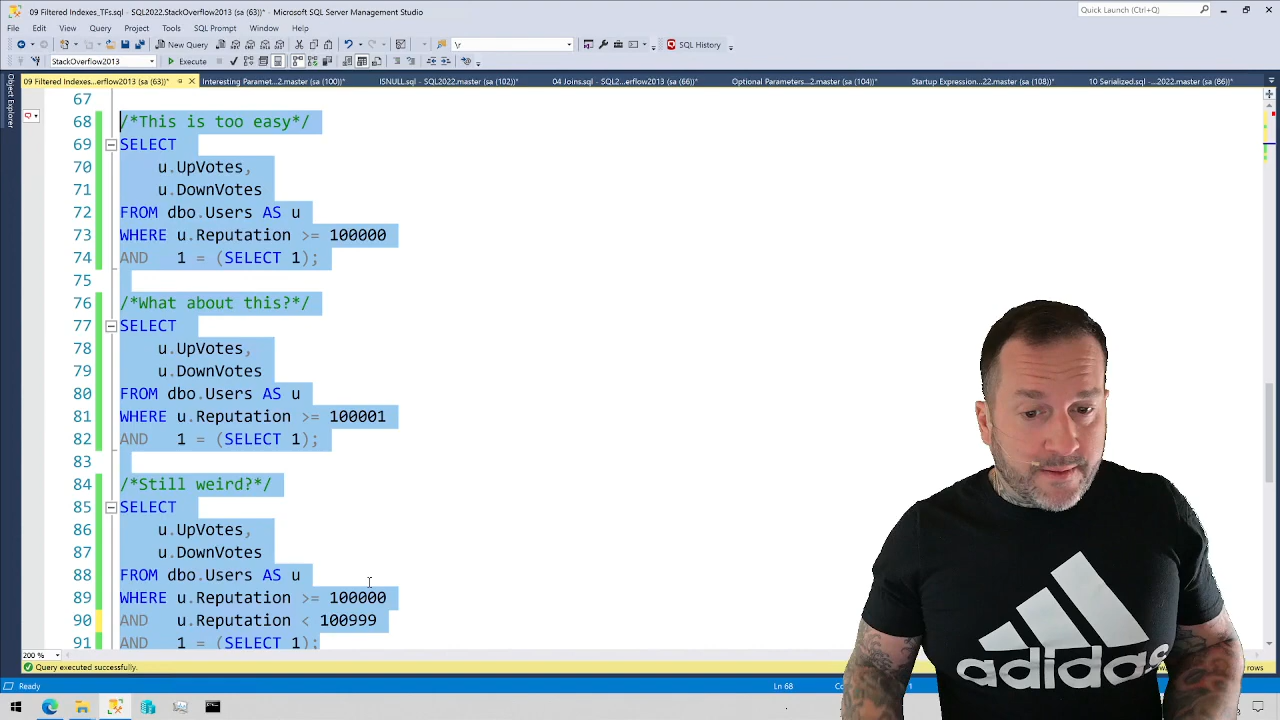 09 Filtered Indexes_TFs.sql - SQL2022.StackOverflow2013 (sa (63))* - Microsoft SQL Server Management Studio
Quick Launch (Ctrl+Q)
File Edit View Query Project Tools SQL Prompt Window Help
New Query
\r
SQL History
StackOverflow2013
Execute
09 Filtered Indexes...erflow2013 (sa (63))*
Interesting Paramet...2.master (sa (100))*
ISNULL.sql - SQL2...2.master (sa (102))*
04 Joins.sql - SQL2...erflow2013 (sa (66))*
Optional Parameters...2.master (sa (104))*
Startup Expression...22.master (sa (108))*
10 Serialized.sql -...2022.master (sa (86))*
Object Explorer
67
68 /*This is too easy*/
69 SELECT
70 u.UpVotes,
71 u.DownVotes
72 FROM dbo.Users AS u
73 WHERE u.Reputation >= 100000
74 AND 1 = (SELECT 1);
75
76 /*What about this?*/
77 SELECT
78 u.UpVotes,
79 u.DownVotes
80 FROM dbo.Users AS u
81 WHERE u.Reputation >= 100001
82 AND 1 = (SELECT 1);
83
84 /*Still weird?*/
85 SELECT
86 u.UpVotes,
87 u.DownVotes
88 FROM dbo.Users AS u
89 WHERE u.Reputation >= 100000
90 AND u.Reputation < 100999
91 AND 1 = (SELECT 1);
200 %
Query executed successfully.
rows
Ready
Ln 68
1
adidas